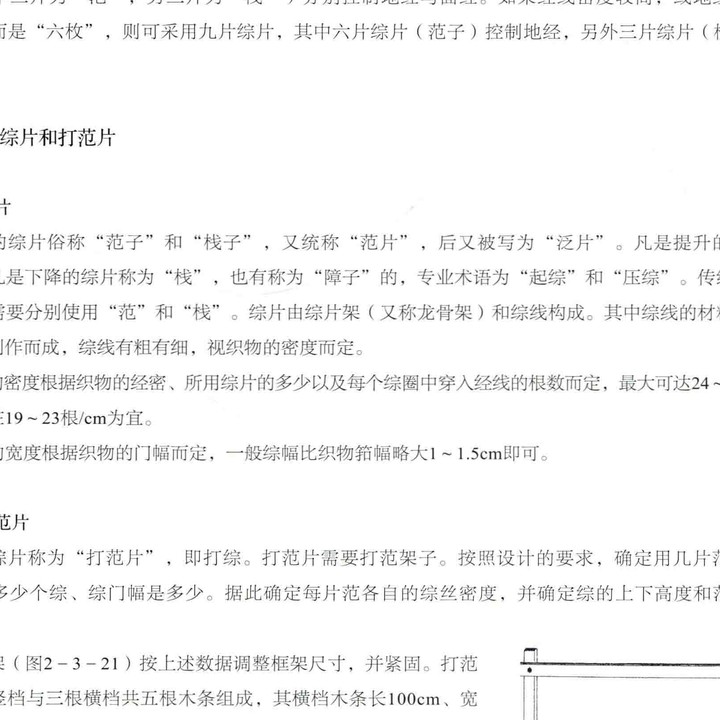 是“六枚”，则可采用九片综片（范子）控制地经，另外三片综片（
综片和打范片
片
的综片俗称“范子”和“栈子”，又统称“范片”，后又被写为“泛片”。凡是提升的
凡是下降的综片称为“栈”，也有称为“障子”的，专业术语为“起综”和“压综”。传统
需要分别使用“范”和“栈”。综片由综片架（又称龙骨架）和综线构成。其中综线的材料
制作而成，综线有粗有细，视织物的密度而定。
的密度根据织物的经密、所用综片的多少以及每个综圈中穿入经线的根数而定，最大可达24～
在19～23根/cm为宜。
的宽度根据织物的门幅而定，一般综幅比织物筘幅略大1～1.5cm即可。
范片
综片称为“打范片”，即打综。打范片需要打范架子。按照设计的要求，确定用几片范
多少个综、综门幅是多少。据此确定每片范各自的综丝密度，并确定综的上下高度和范
架（图2－3－21）按上述数据调整框架尺寸，并紧固。打范
竖档与三根横档共五根木条组成，其横档木条长100cm、宽